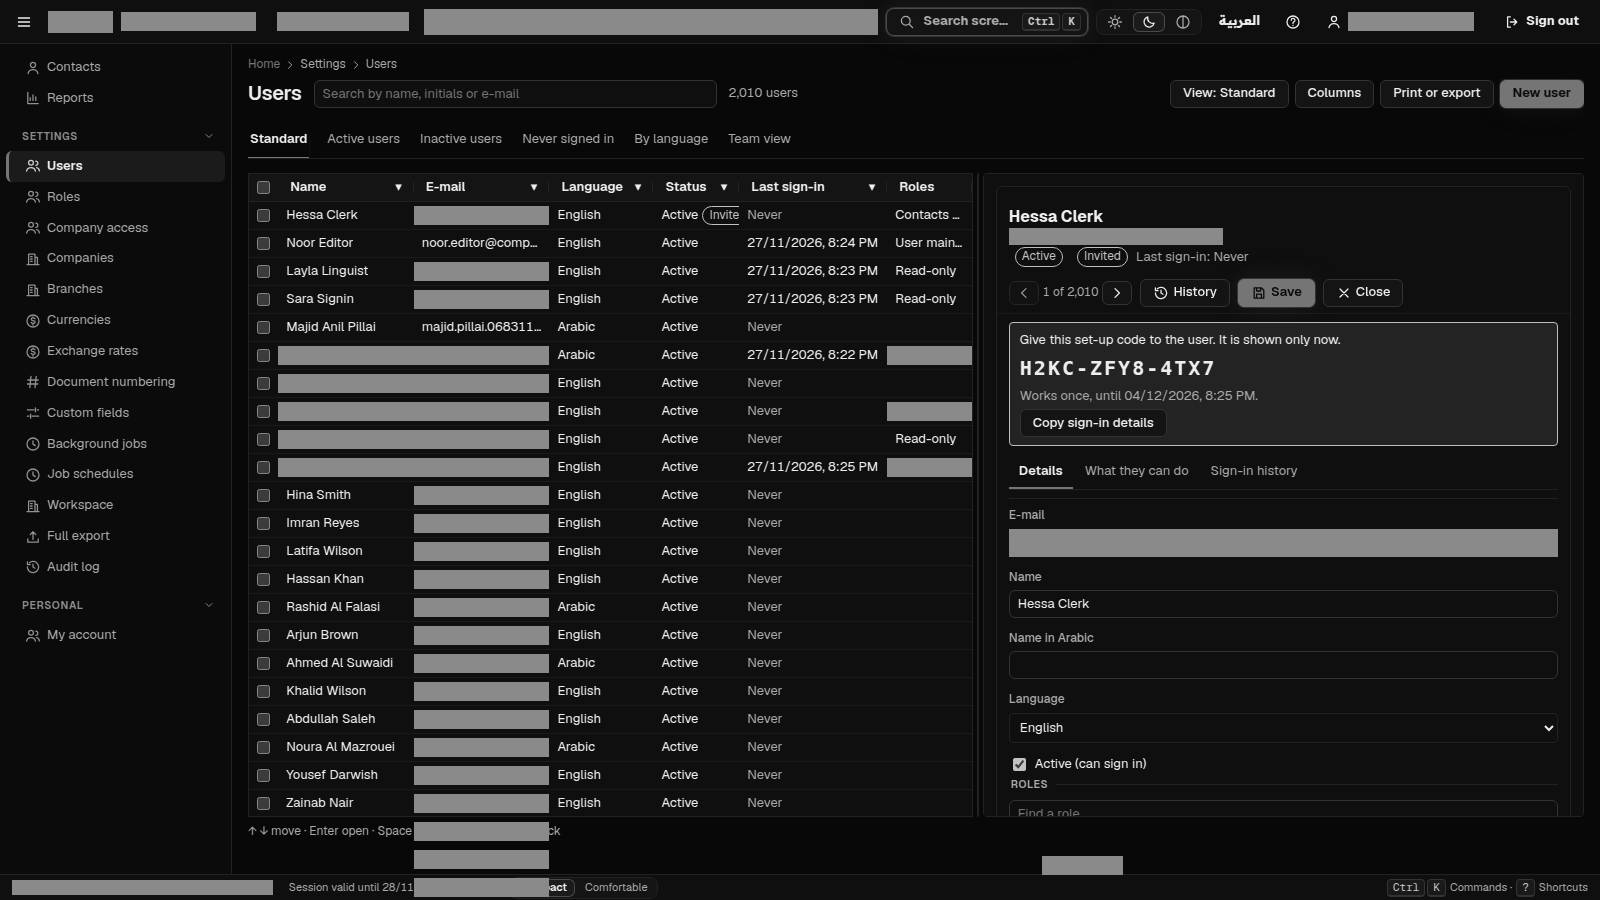 Search scre... Ctrl K العربية Sign out
Contacts
Reports
SETTINGS
Users
Roles
Company access
Companies
Branches
Currencies
Exchange rates
Document numbering
Custom fields
Background jobs
Job schedules
Workspace
Full export
Audit log
PERSONAL
My account
Home > Settings > Users
Users Search by name, initials or e-mail 2,010 users View: Standard Columns Print or export New user
Standard Active users Inactive users Never signed in By language Team view
Name E-mail Language Status Last sign-in Roles
Hessa Clerk English Active Invite Never Contacts ...
Noor Editor noor.editor@comp... English Active 27/11/2026, 8:24 PM User main...
Layla Linguist English Active 27/11/2026, 8:23 PM Read-only
Sara Signin English Active 27/11/2026, 8:23 PM Read-only
Majid Anil Pillai majid.pillai.068311... Arabic Active Never
Arabic Active 27/11/2026, 8:22 PM
English Active Never
English Active Never
English Active Never Read-only
English Active 27/11/2026, 8:25 PM
Hina Smith English Active Never
Imran Reyes English Active Never
Latifa Wilson English Active Never
Hassan Khan English Active Never
Rashid Al Falasi Arabic Active Never
Arjun Brown English Active Never
Ahmed Al Suwaidi Arabic Active Never
Khalid Wilson English Active Never
Abdullah Saleh English Active Never
Noura Al Mazrouei Arabic Active Never
Yousef Darwish English Active Never
Zainab Nair English Active Never
↑↓ move · Enter open · Space
Hessa Clerk
Active Invited Last sign-in: Never
1 of 2,010 History Save Close
Give this set-up code to the user. It is shown only now.
H2KC-ZFY8-4TX7
Works once, until 04/12/2026, 8:25 PM.
Copy sign-in details
Details What they can do Sign-in history
E-mail
Name
Hessa Clerk
Name in Arabic
Language
English
Active (can sign in)
ROLES
Find a role
Session valid until 28/11 Comfortable Ctrl K Commands · ? Shortcuts